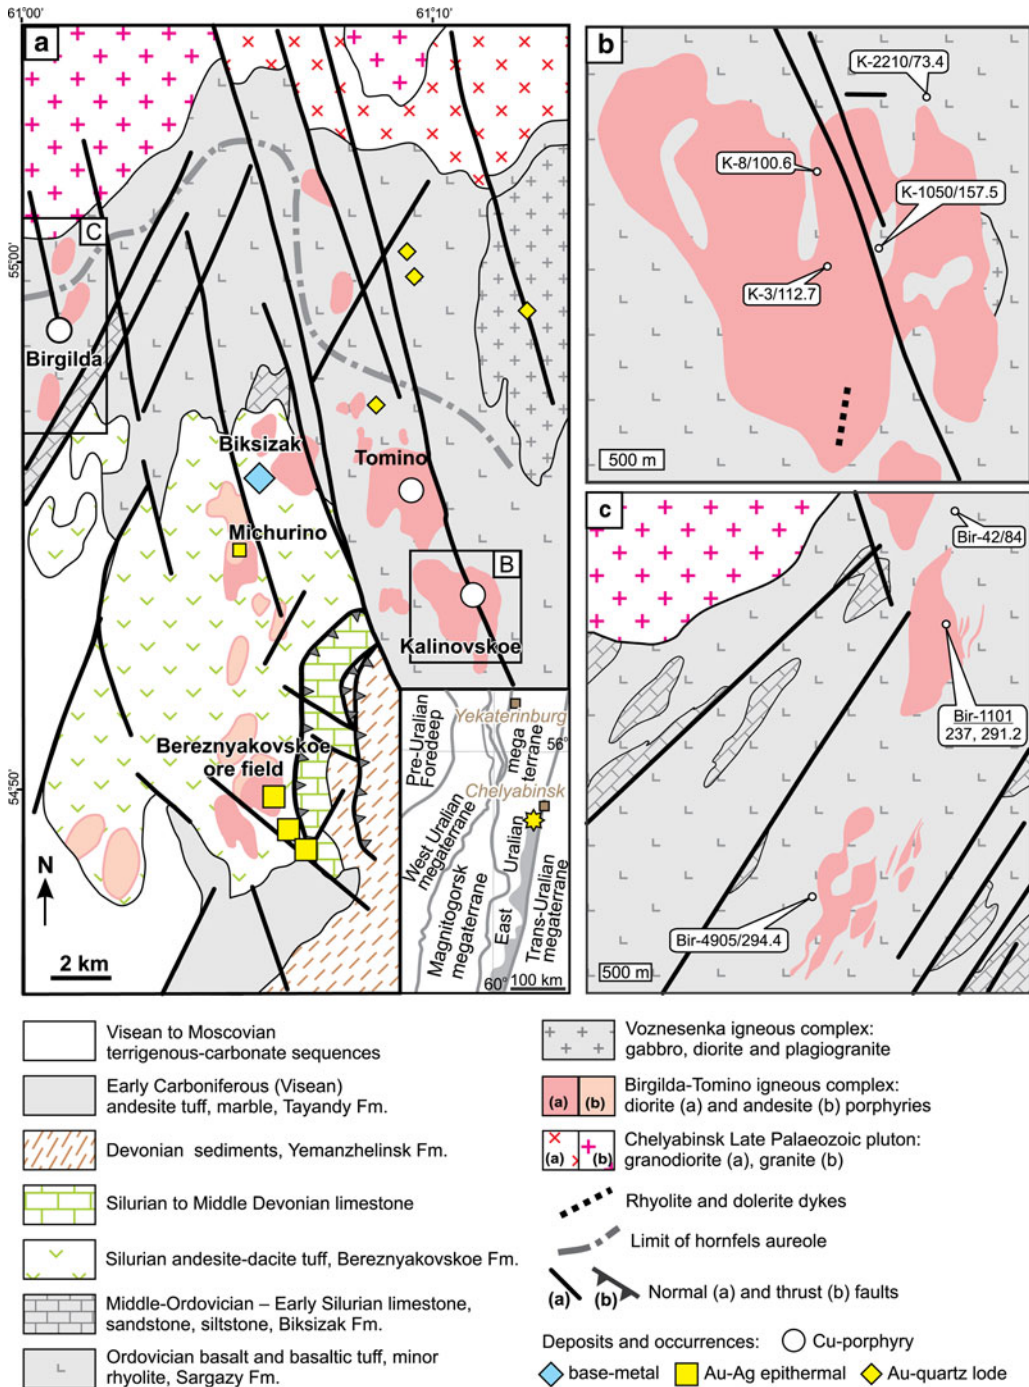 61°00'
61°10'
a
55°00'
54°50'
C
Birgilda
Biksizak
Tomino
Michurino
B
Kalinovskoe
Bereznyakovskoe
ore field
N
2 km
Pre-Uralian
Foredeep
West Uralian
megaterrane
Magnitogorsk
megaterrane
East Uralian
mega
terrane
Trans-Uralian
megaterrane
Yekaterinburg
56°
Chelyabinsk
60°
100 km
b
K-2210/73.4
K-8/100.6
K-1050/157.5
K-3/112.7
500 m
c
Bir-42/84
Bir-1101
237, 291.2
Bir-4905/294.4
500 m
Visean to Moscovian
terrigenous-carbonate sequences
Early Carboniferous (Visean)
andesite tuff, marble, Tayandy Fm.
Devonian sediments, Yemanzhelinsk Fm.
Silurian to Middle Devonian limestone
Silurian andesite-dacite tuff, Bereznyakovskoe Fm.
Middle-Ordovician – Early Silurian limestone,
sandstone, siltstone, Biksizak Fm.
Ordovician basalt and basaltic tuff, minor
rhyolite, Sargazy Fm.
Voznesenka igneous complex:
gabbro, diorite and plagiogranite
(a) (b)
Birgilda-Tomino igneous complex:
diorite (a) and andesite (b) porphyries
(a) (b)
Chelyabinsk Late Palaeozoic pluton:
granodiorite (a), granite (b)
Rhyolite and dolerite dykes
Limit of hornfels aureole
(a) (b)
Normal (a) and thrust (b) faults
Deposits and occurrences: Cu-porphyry
base-metal Au-Ag epithermal Au-quartz lode